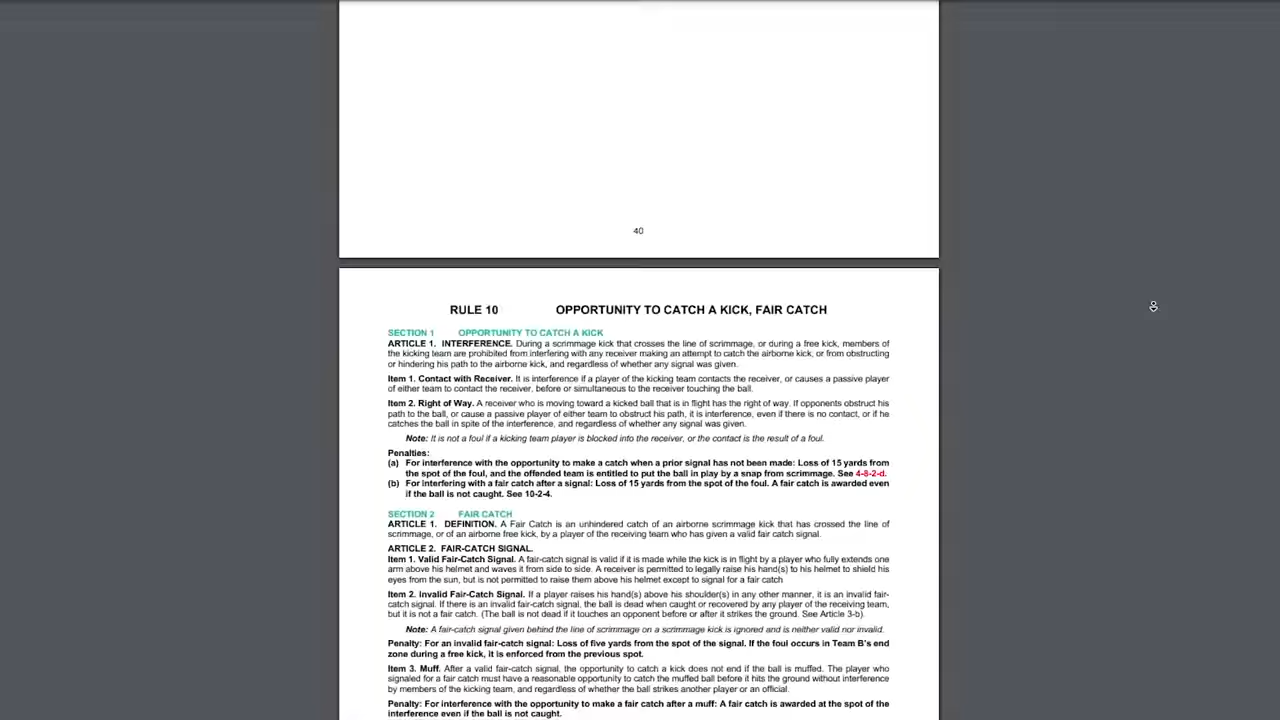 40
RULE 10 OPPORTUNITY TO CATCH A KICK, FAIR CATCH
SECTION 1 OPPORTUNITY TO CATCH A KICK
ARTICLE 1. INTERFERENCE. During a scrimmage kick that crosses the line of scrimmage, or during a free kick, members of
the kicking team are prohibited from interfering with any receiver making an attempt to catch the airborne kick, or from obstructing
or hindering his path to the airborne kick, and regardless of whether any signal was given.
Item 1. Contact with Receiver. It is interference if a player of the kicking team contacts the receiver, or causes a passive player
of either team to contact the receiver, before or simultaneous to the receiver touching the ball.
Item 2. Right of Way. A receiver who is moving toward a kicked ball that is in flight has the right of way. If opponents obstruct his
path to the ball, or cause a passive player of either team to obstruct his path, it is interference, even if there is no contact, or if he
catches the ball in spite of the interference, and regardless of whether any signal was given.
Note: It is not a foul if a kicking team player is blocked into the receiver, or the contact is the result of a foul.
Penalties:
(a) For interference with the opportunity to make a catch when a prior signal has not been made: Loss of 15 yards from
the spot of the foul, and the offended team is entitled to put the ball in play by a snap from scrimmage. See 4-8-2-d.
(b) For interfering with a fair catch after a signal: Loss of 15 yards from the spot of the foul. A fair catch is awarded even
if the ball is not caught. See 10-2-4.
SECTION 2 FAIR CATCH
ARTICLE 1. DEFINITION. A Fair Catch is an unhindered catch of an airborne scrimmage kick that has crossed the line of
scrimmage, or of an airborne free kick, by a player of the receiving team who has given a valid fair catch signal.
ARTICLE 2. FAIR-CATCH SIGNAL.
Item 1. Valid Fair-Catch Signal. A fair-catch signal is valid if it is made while the kick is in flight by a player who fully extends one
arm above his helmet and waves it from side to side. A receiver is permitted to legally raise his hand(s) to his helmet to shield his
eyes from the sun, but is not permitted to raise them above his helmet except to signal for a fair catch
Item 2. Invalid Fair-Catch Signal. If a player raises his hand(s) above his shoulder(s) in any other manner, it is an invalid fair-
catch signal. If there is an invalid fair-catch signal, the ball is dead when caught or recovered by any player of the receiving team,
but it is not a fair catch. (The ball is not dead if it touches an opponent before or after it strikes the ground. See Article 3-b).
Note: A fair-catch signal given behind the line of scrimmage on a scrimmage kick is ignored and is neither valid nor invalid.
Penalty: For an invalid fair-catch signal: Loss of five yards from the spot of the signal. If the foul occurs in Team B's end
zone during a free kick, it is enforced from the previous spot.
Item 3. Muff. After a valid fair-catch signal, the opportunity to catch a kick does not end if the ball is muffed. The player who
signaled for a fair catch must have a reasonable opportunity to catch the muffed ball before it hits the ground without interference
by members of the kicking team, and regardless of whether the ball strikes another player or an official.
Penalty: For interference with the opportunity to make a fair catch after a muff: A fair catch is awarded at the spot of the
interference even if the ball is not caught.